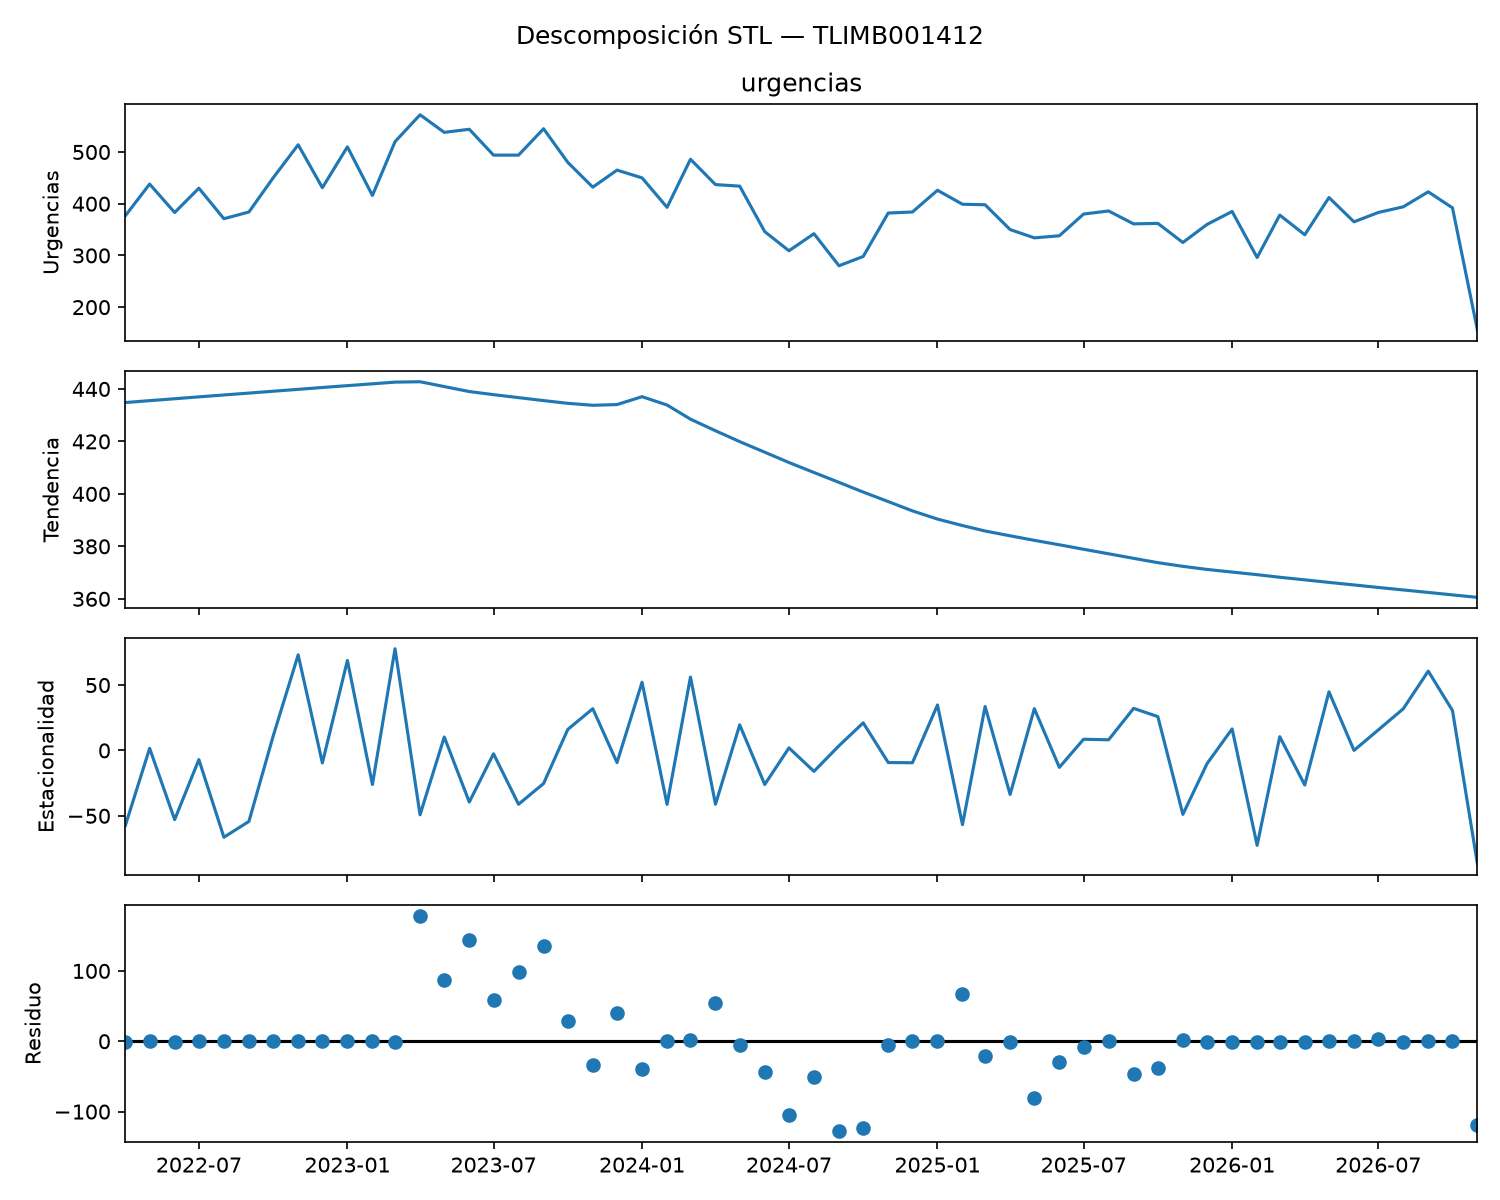 Descomposición STL — TLIMB001412
urgencias
Urgencias
500
400
300
200
Tendencia
440
420
400
380
360
Estacionalidad
50
0
−50
Residuo
100
0
−100
2022-07 2023-01 2023-07 2024-01 2024-07 2025-01 2025-07 2026-01 2026-07